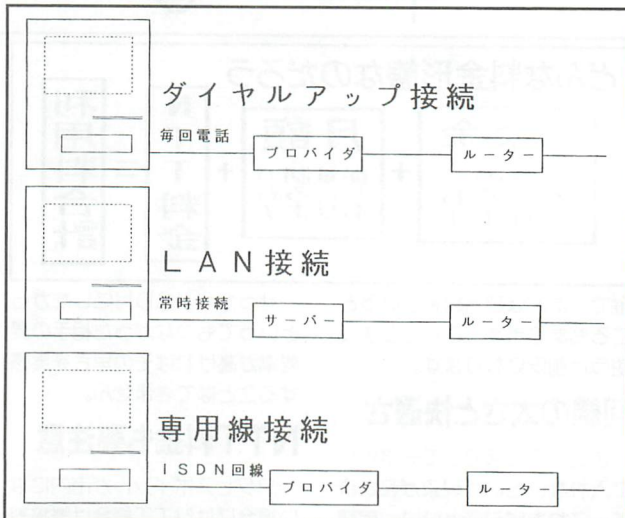 ダイヤルアップ接続
毎回電話
プロバイダ
ルーター
LAN接続
常時接続
サーバー
ルーター
専用線接続
ISDN回線
プロバイダ
ルーター